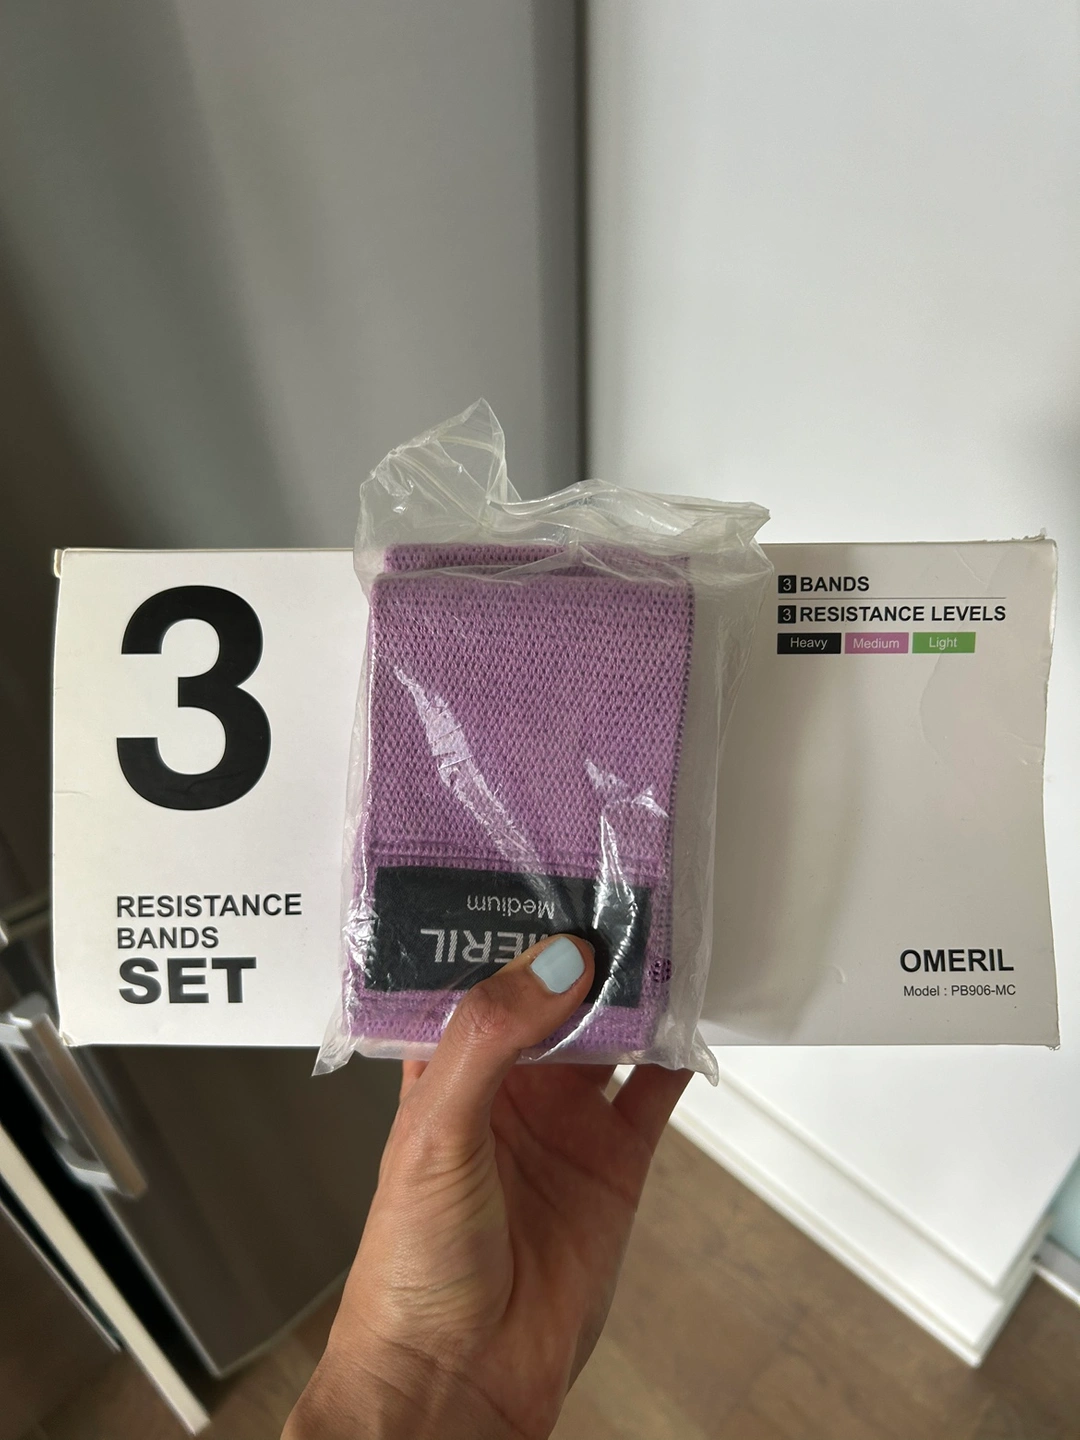 3
RESISTANCE
BANDS
SET
Medium
3 BANDS
3 RESISTANCE LEVELS
Heavy Medium Light
OMERIL
Model : PB906-MC